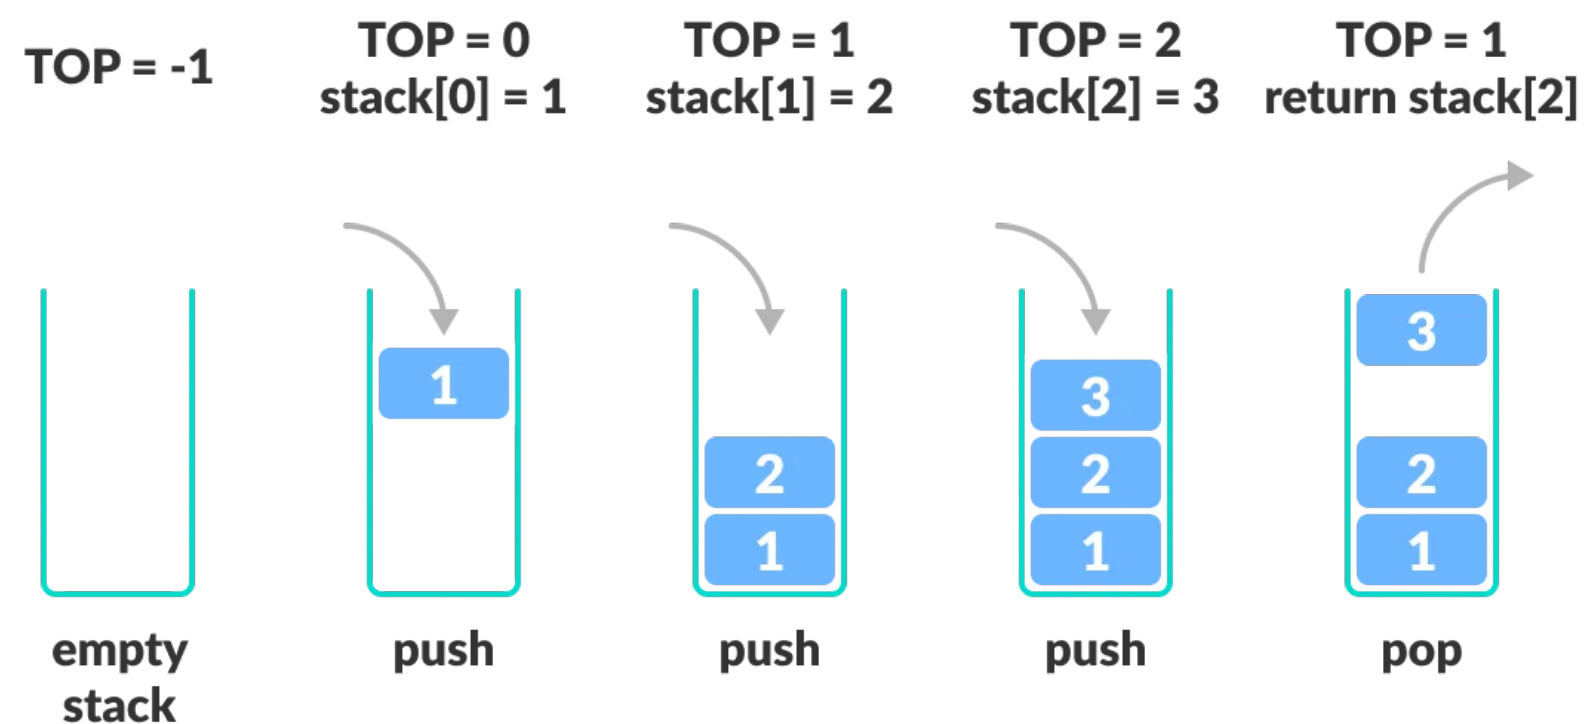 TOP = -1
TOP = 0
stack[0] = 1
TOP = 1
stack[1] = 2
TOP = 2
stack[2] = 3
TOP = 1
return stack[2]
1
2
1
3
2
1
3
2
1
empty
stack
push
push
push
pop